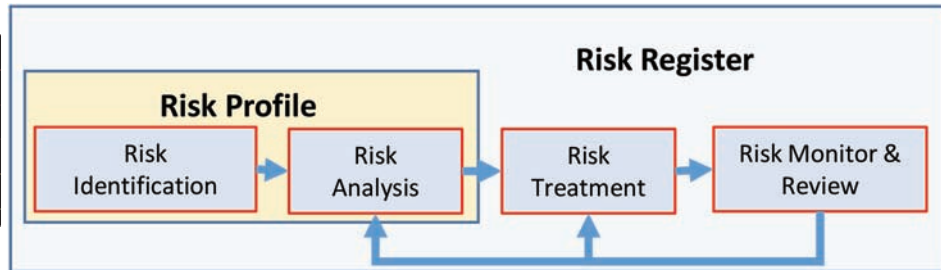 Risk Register
Risk Profile
Risk
Identification
Risk
Analysis
Risk
Treatment
Risk Monitor &
Review